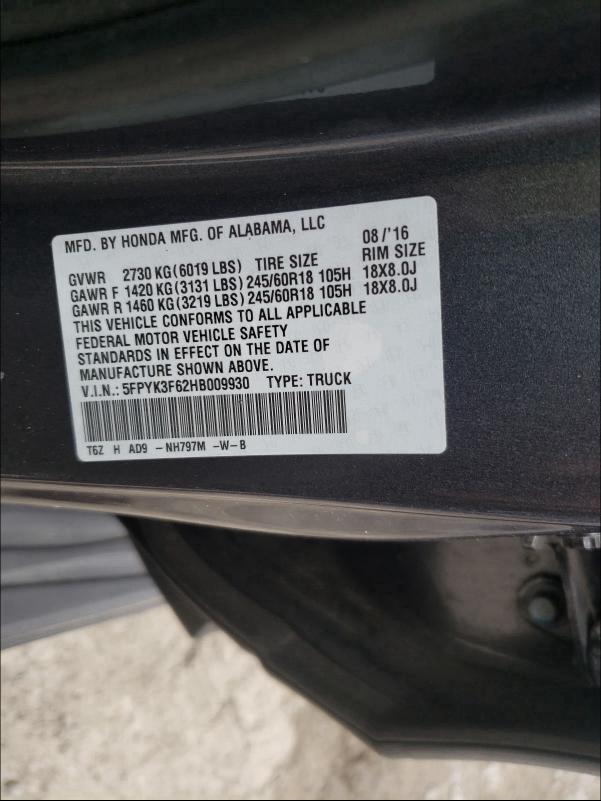 MFD. BY HONDA MFG. OF ALABAMA, LLC 08/'16
GVWR 2730 KG(6019 LBS) TIRE SIZE RIM SIZE
GAWR F 1420 KG(3131 LBS)245/60R18 105H 18X8.0J
GAWR R 1460 KG(3219 LBS)245/60R18 105H 18X8.0J
THIS VEHICLE CONFORMS TO ALL APPLICABLE
FEDERAL MOTOR VEHICLE SAFETY
STANDARDS IN EFFECT ON THE DATE OF
MANUFACTURE SHOWN ABOVE.
V.I.N.: 5FPYK3F62HB009930 TYPE: TRUCK
T6Z H AD9 -NH797M -W-B